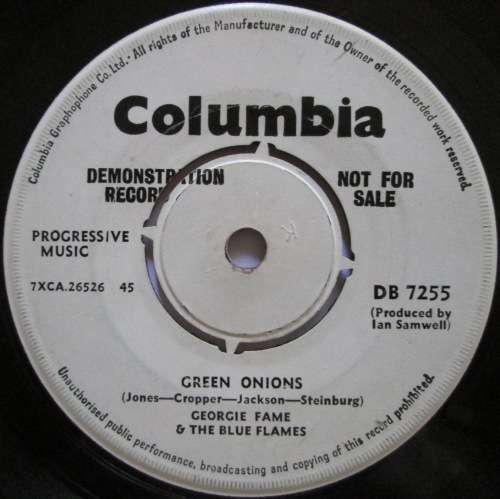 Columbia Graphophone Co. Ltd.- All rights of the Manufacturer and of the Owner of the recorded work reserved.
Columbia
DEMONSTRATION
RECORD
NOT FOR
SALE
PROGRESSIVE
MUSIC
7XCA.26526 45
DB 7255
(Produced by
Ian Samwell)
GREEN ONIONS
(Jones—Cropper—Jackson—Steinburg)
GEORGIE FAME
& THE BLUE FLAMES
Unauthorised public performance, broadcasting and copying of this record prohibited.